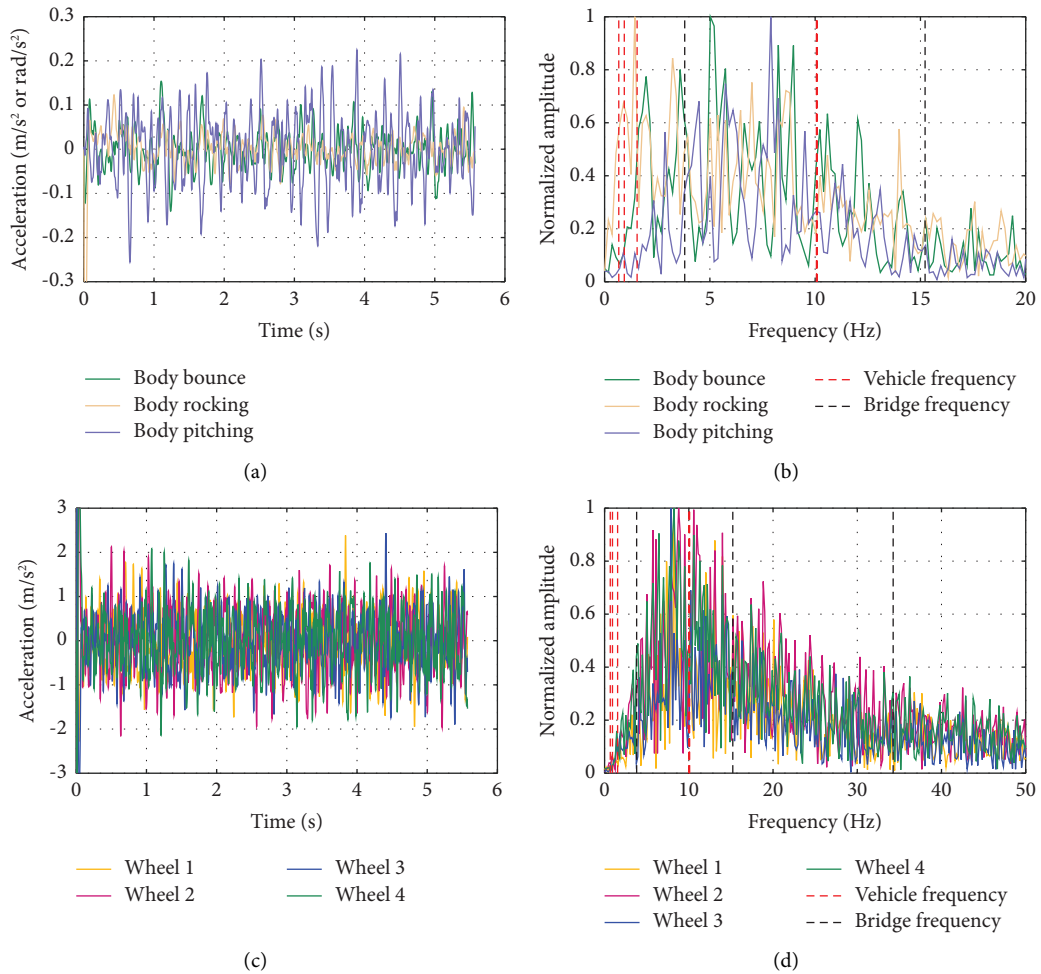 Acceleration (m/s² or rad/s²)
0.3
0.2
0.1
0
-0.1
-0.2
-0.3
0 1 2 3 4 5 6
Time (s)
Body bounce
Body rocking
Body pitching
(a)
Normalized amplitude
1
0.8
0.6
0.4
0.2
0
0 5 10 15 20
Frequency (Hz)
Body bounce
Body rocking
Body pitching
Vehicle frequency
Bridge frequency
(b)
Acceleration (m/s²)
3
2
1
0
-1
-2
-3
0 1 2 3 4 5 6
Time (s)
Wheel 1
Wheel 2
Wheel 3
Wheel 4
(c)
Normalized amplitude
1
0.8
0.6
0.4
0.2
0
0 10 20 30 40 50
Frequency (Hz)
Wheel 1
Wheel 2
Wheel 3
Wheel 4
Vehicle frequency
Bridge frequency
(d)